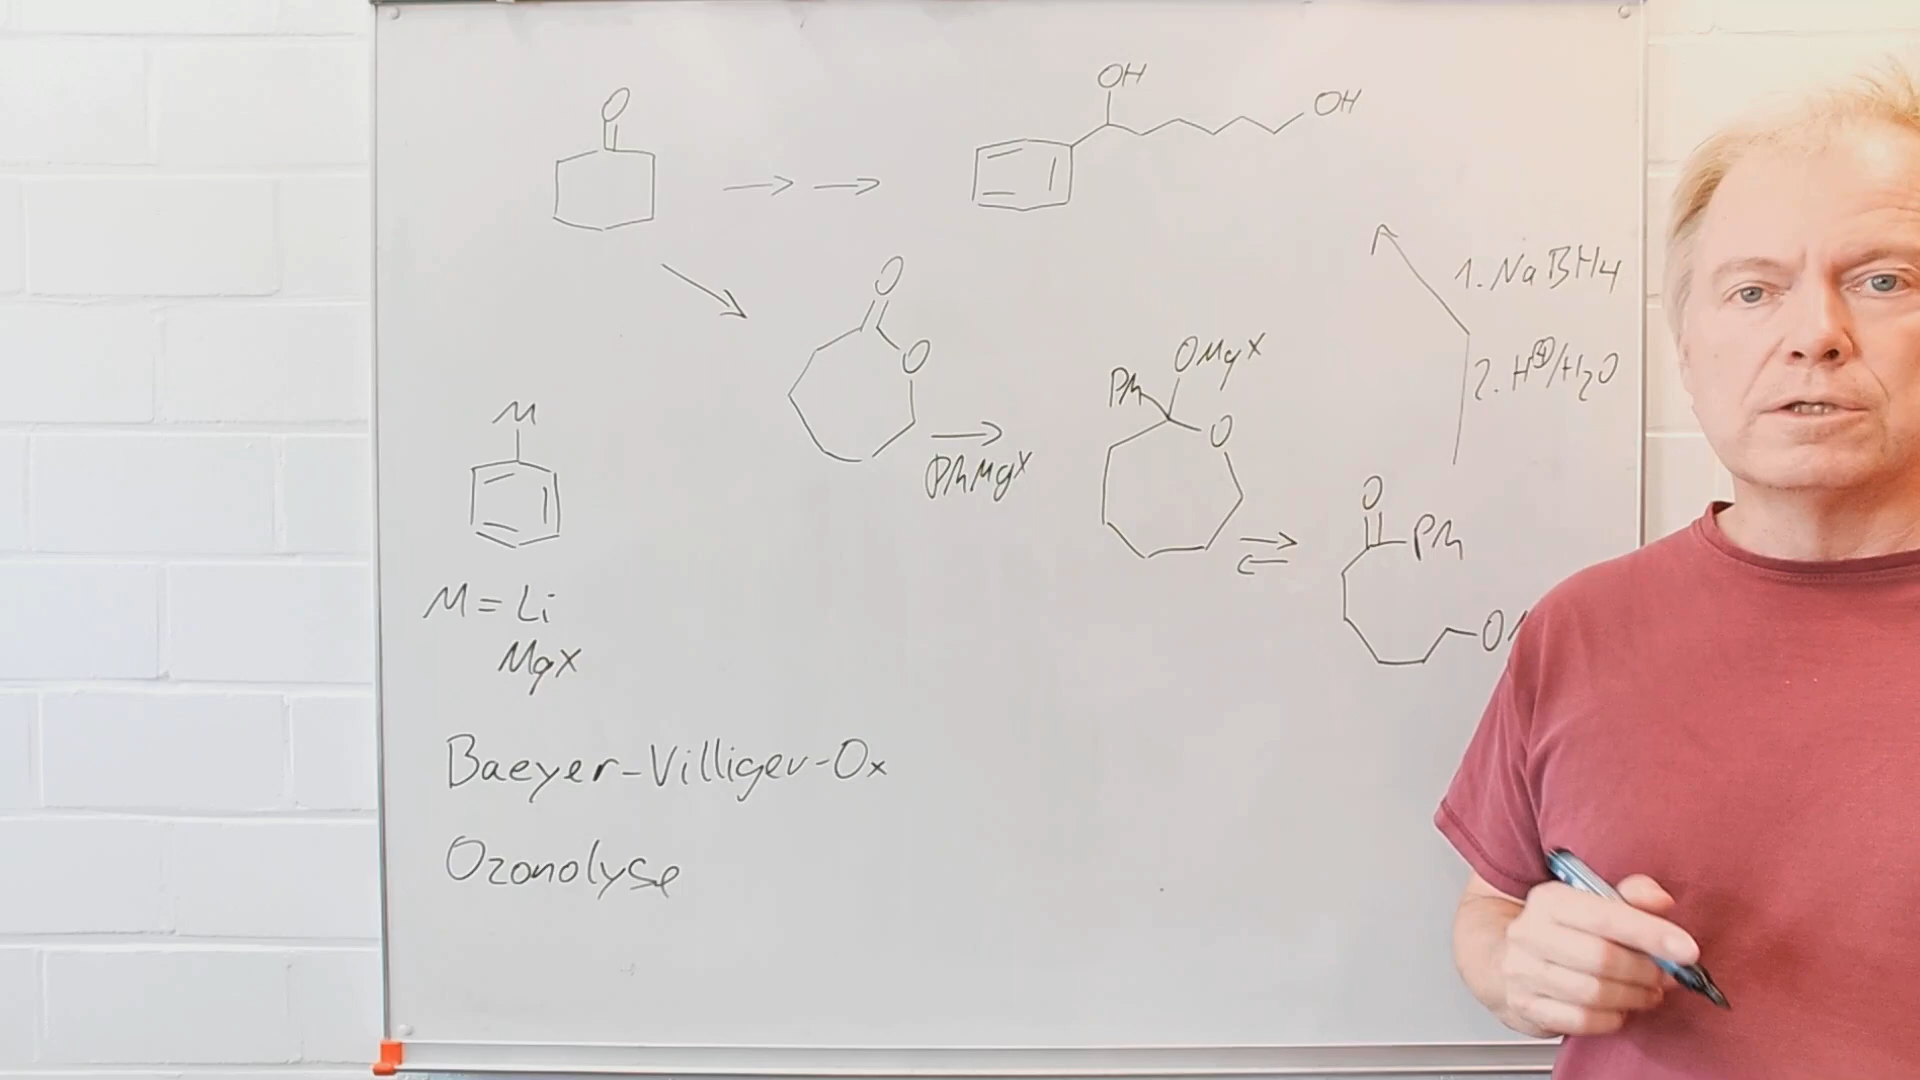 O
OH
OH
O
O
1. NaBH4
2. H⊕/H2O
OMgX
Ph
O
PhMgX
M
O
Ph
O
M = Li
MgX
Baeyer-Villiger-Ox
Ozonolyse